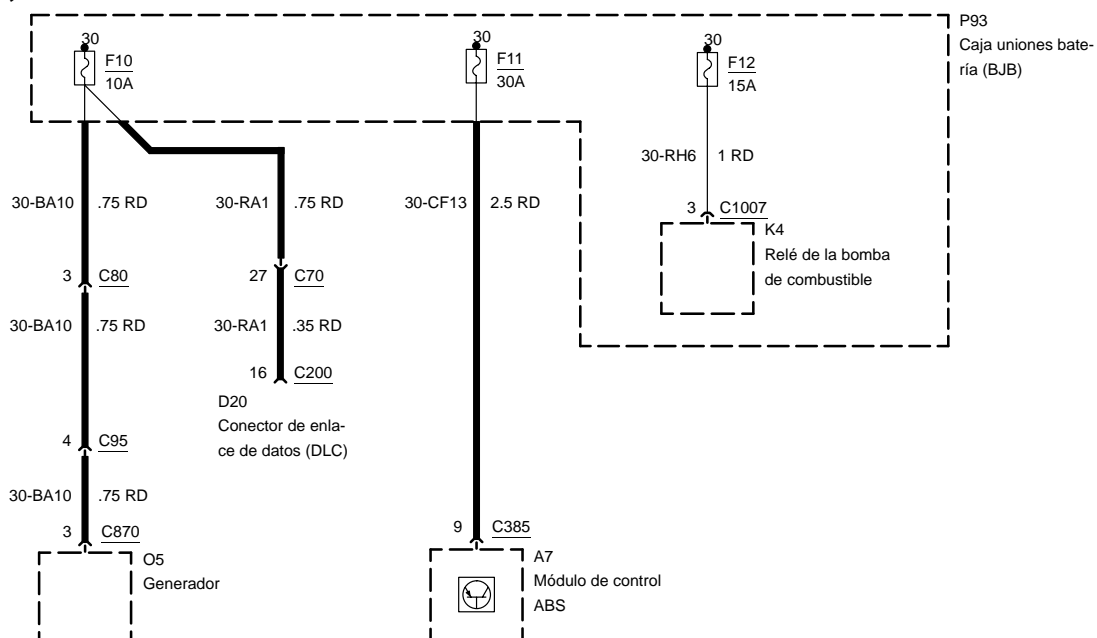 P93
Caja uniones bate-
ría (BJB)
30
F10
10A
30
F11
30A
30
F12
15A
30-RH6 1 RD
3 C1007
K4
Relé de la bomba
de combustible
30-BA10 .75 RD
30-RA1 .75 RD
30-CF13 2.5 RD
3 C80
27 C70
30-BA10 .75 RD
30-RA1 .35 RD
16 C200
D20
Conector de enla-
ce de datos (DLC)
4 C95
30-BA10 .75 RD
3 C870
O5
Generador
9 C385
A7
Módulo de control
ABS